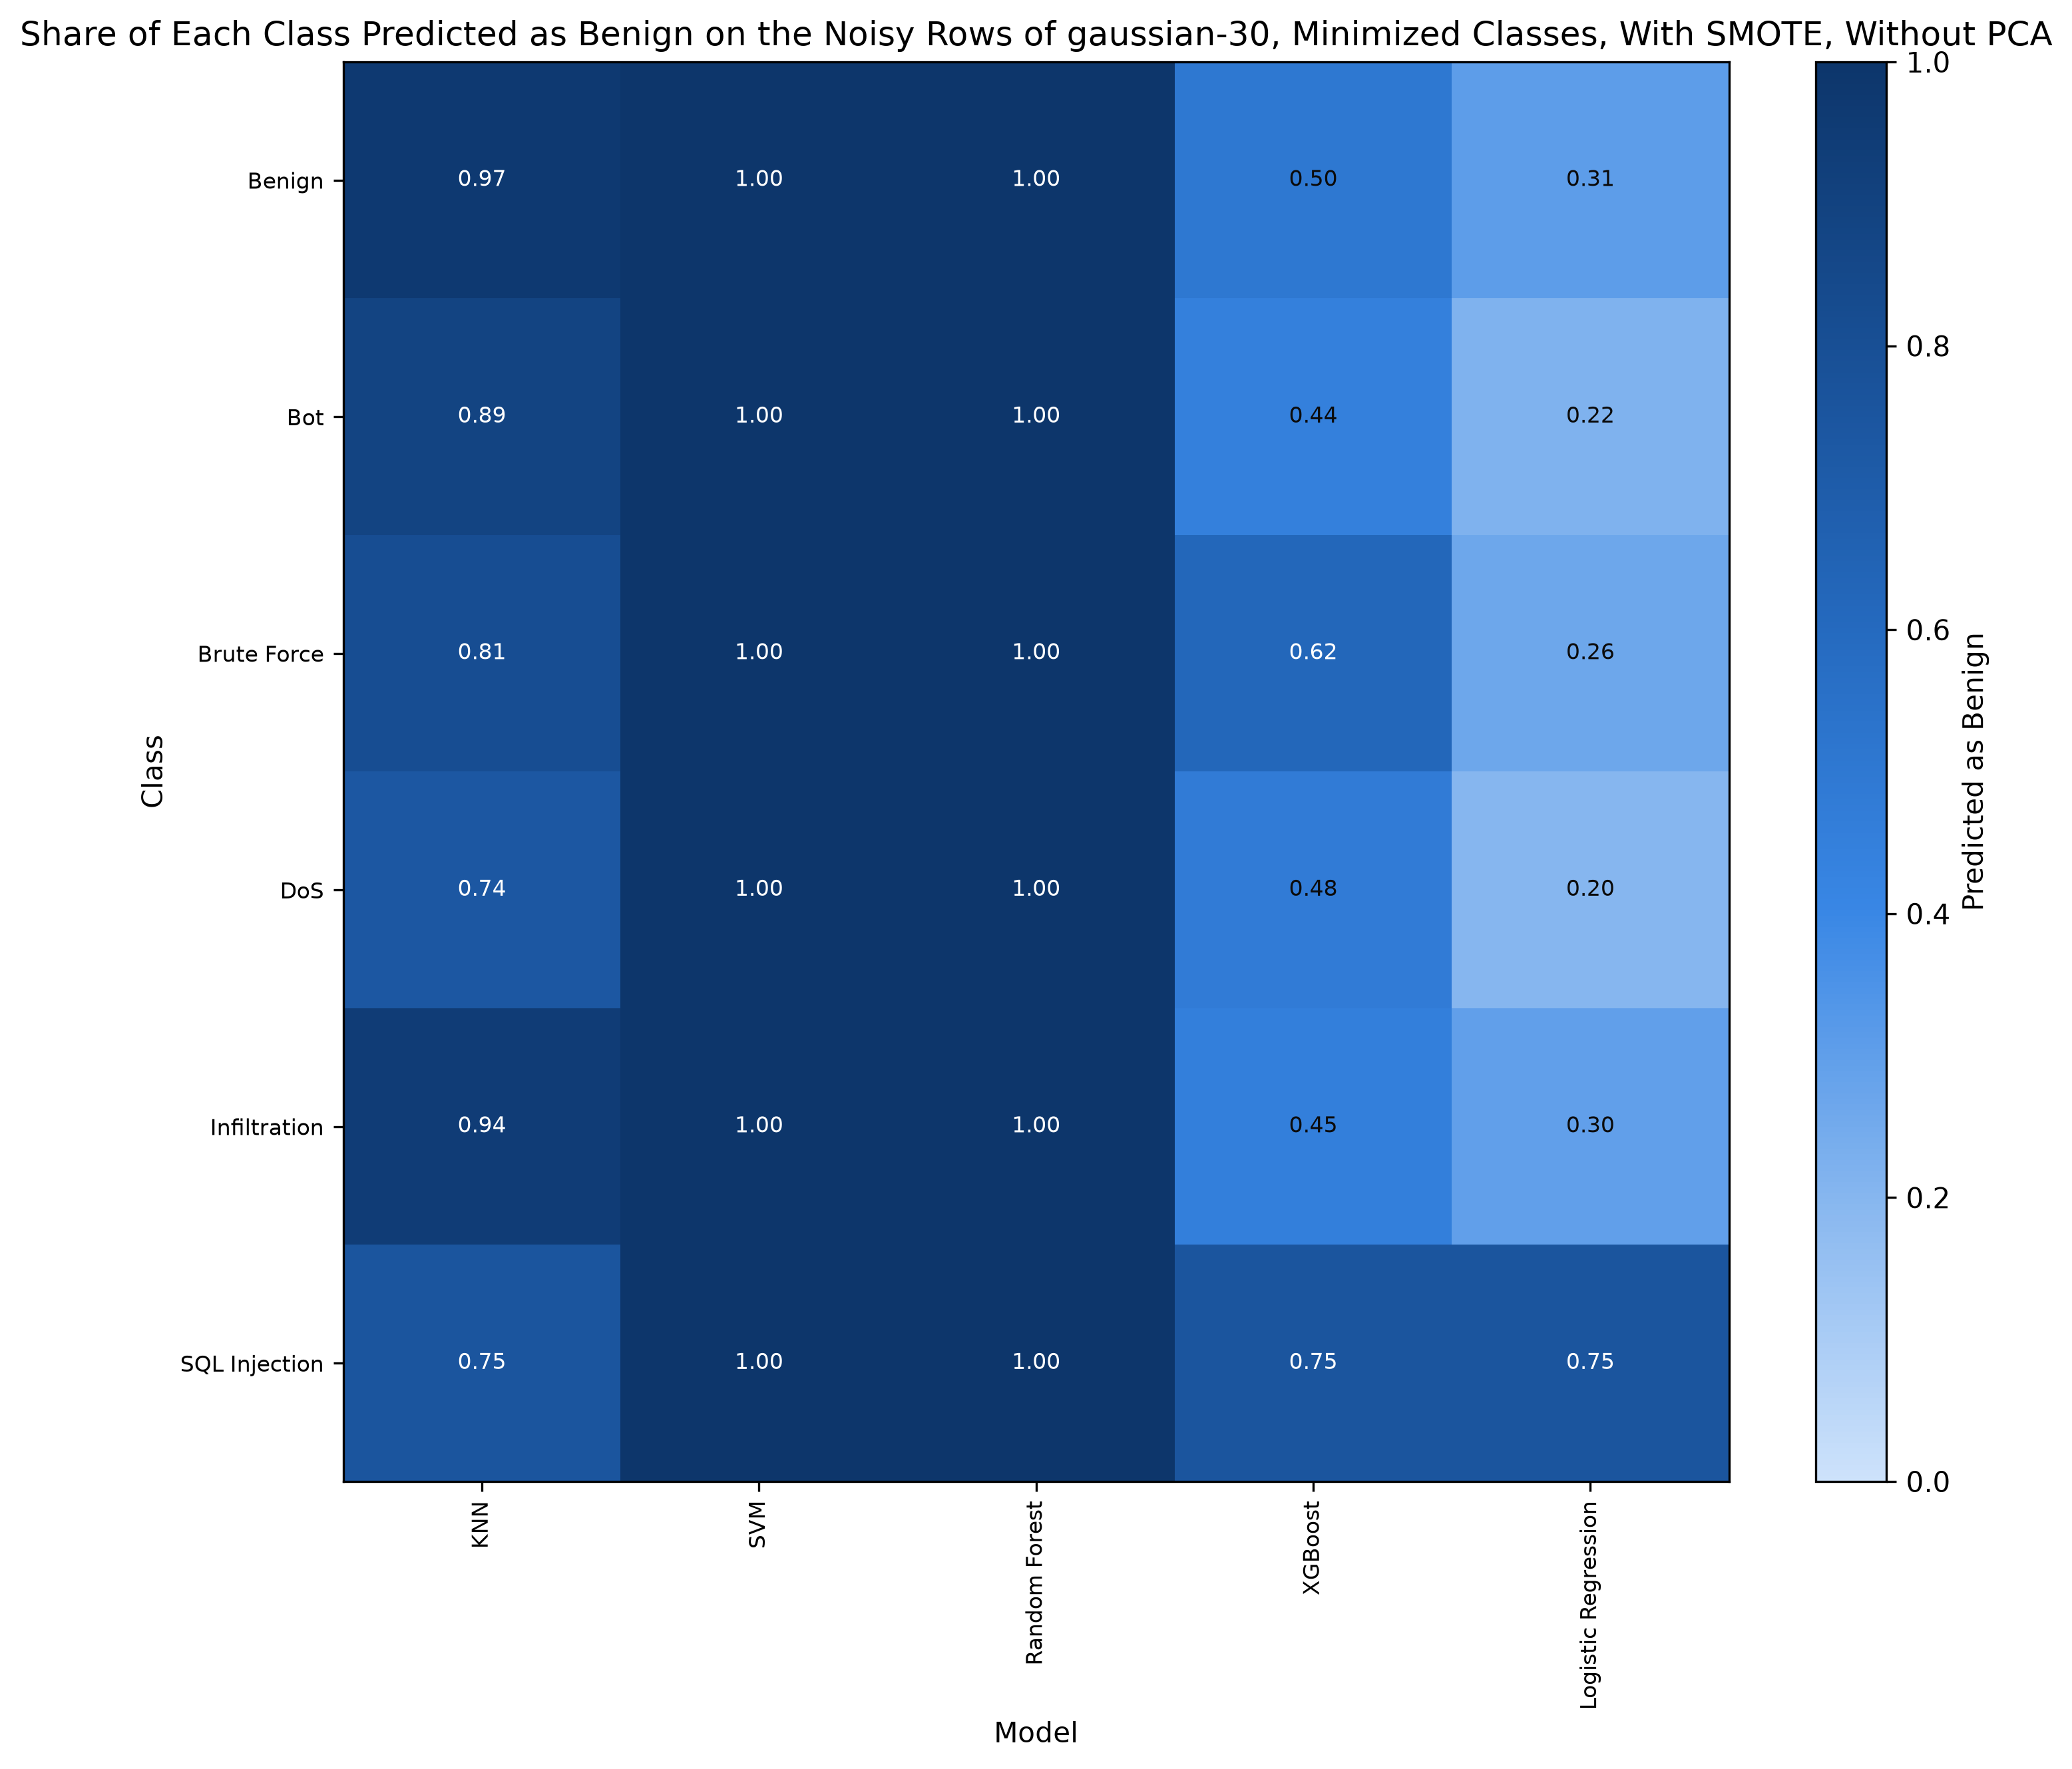 Share of Each Class Predicted as Benign on the Noisy Rows of gaussian-30, Minimized Classes, With SMOTE, Without PCA
Class
Benign 0.97 1.00 1.00 0.50 0.31
Bot 0.89 1.00 1.00 0.44 0.22
Brute Force 0.81 1.00 1.00 0.62 0.26
DoS 0.74 1.00 1.00 0.48 0.20
Infiltration 0.94 1.00 1.00 0.45 0.30
SQL Injection 0.75 1.00 1.00 0.75 0.75
KNN
SVM
Random Forest
XGBoost
Logistic Regression
Model
1.0
0.8
0.6
0.4
0.2
0.0
Predicted as Benign